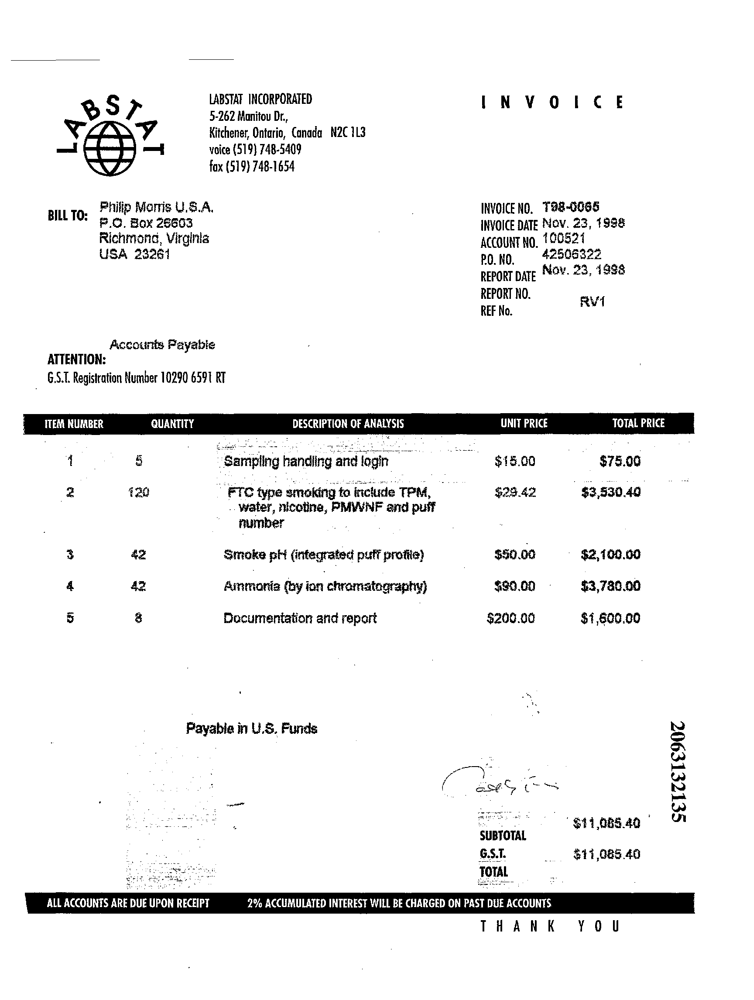 LABSTAT
LABSTAT INCORPORATED
5-262 Manitou Dr.,
Kitchener, Ontario, Canada N2C 1L3
voice (519) 748-5409
fax (519) 748-1654
INVOICE
BILL TO: Philip Morris U.S.A.
P.O. Box 26603
Richmond, Virginia
USA 23261
INVOICE NO. T98-0065
INVOICE DATE Nov. 23, 1998
ACCOUNT NO. 100521
P.O. NO. 42506322
REPORT DATE Nov. 23, 1998
REPORT NO.
REF No. RV1
Accounts Payable
ATTENTION:
G.S.T. Registration Number 10290 6591 RT
ITEM NUMBER QUANTITY DESCRIPTION OF ANALYSIS UNIT PRICE TOTAL PRICE
1 5 Sampling handling and login $15.00 $75.00
2 120 FTC type smoking to include TPM, $29.42 $3,530.40
water, nicotine, PMWNF and puff
number
3 42 Smoke pH (integrated puff profile) $50.00 $2,100.00
4 42 Ammonia (by ion chromatography) $90.00 $3,780.00
5 8 Documentation and report $200.00 $1,600.00
Payable in U.S. Funds
2063132135
$11,085.40
SUBTOTAL
G.S.T. $11,085.40
TOTAL
ALL ACCOUNTS ARE DUE UPON RECEIPT 2% ACCUMULATED INTEREST WILL BE CHARGED ON PAST DUE ACCOUNTS
THANK YOU